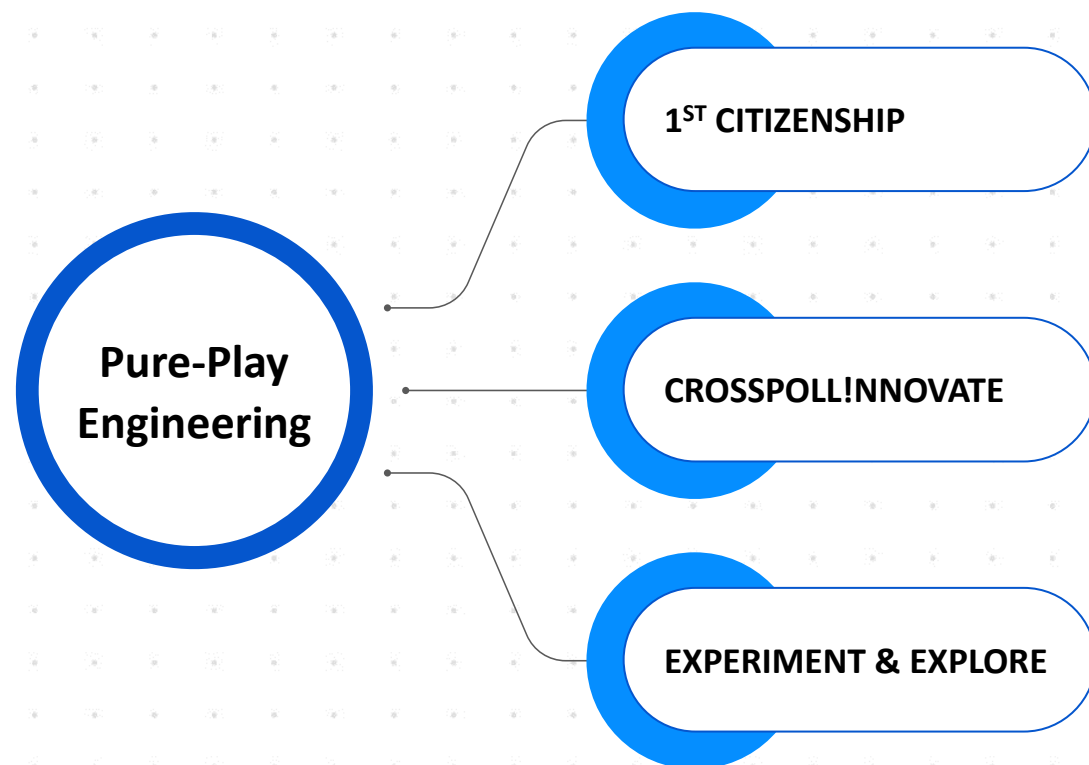 1ST CITIZENSHIP
Pure-Play
Engineering
CROSSPOLL!NNOVATE
EXPERIMENT & EXPLORE